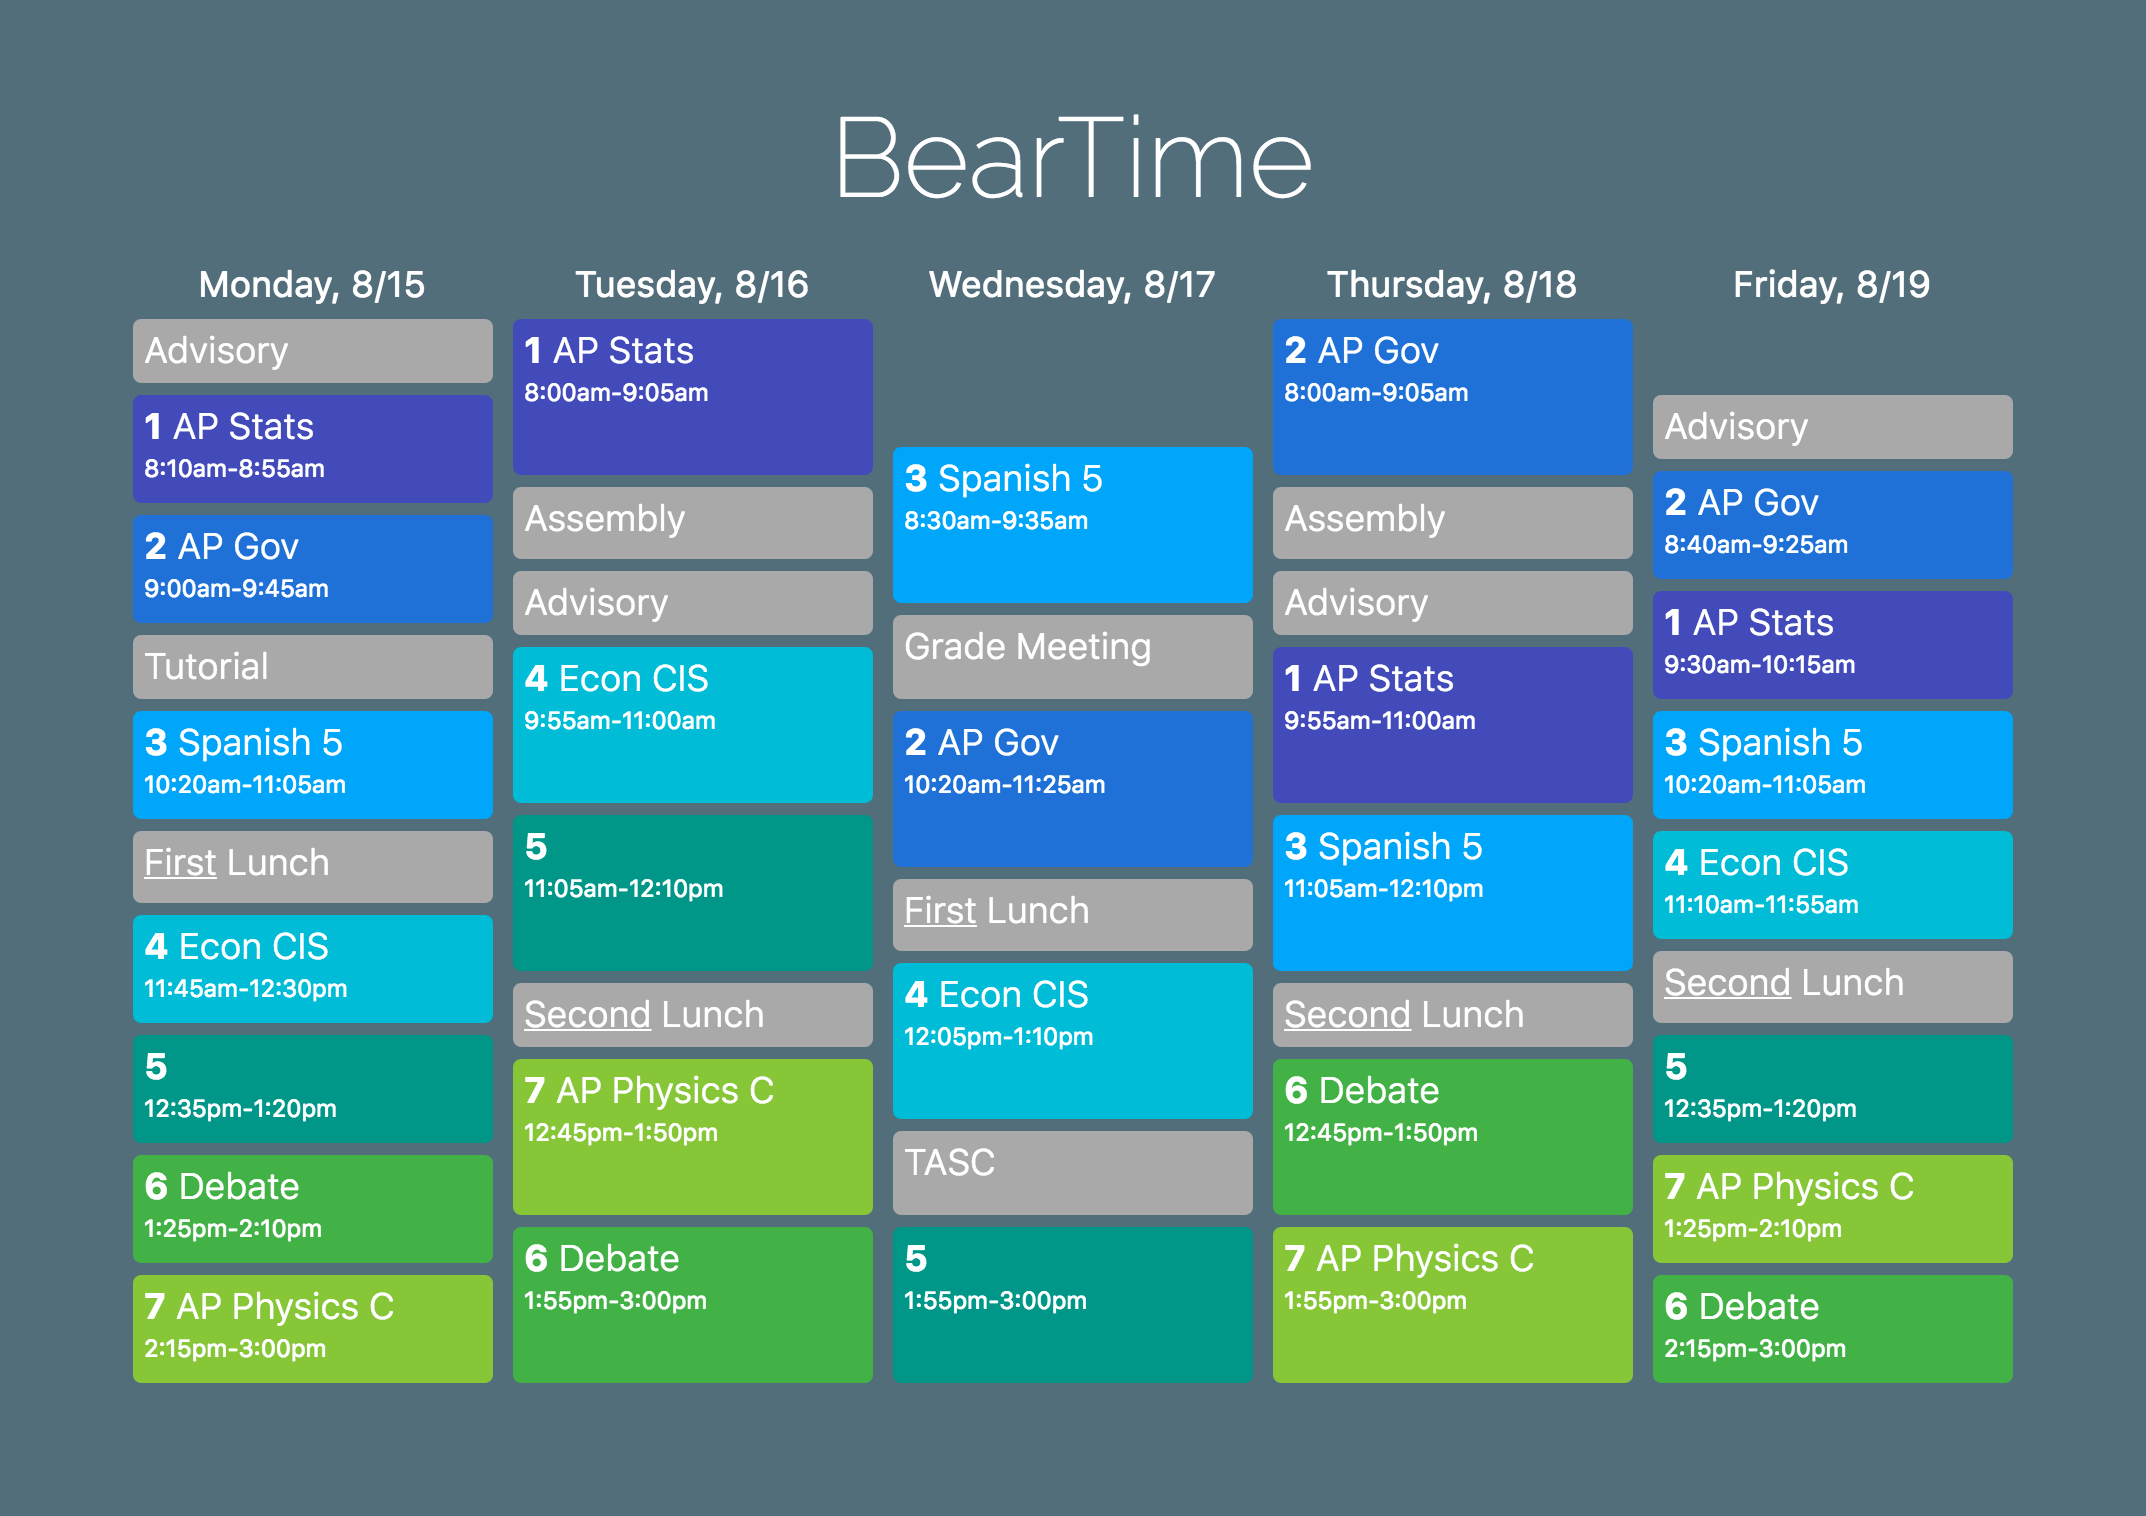 BearTime
Monday, 8/15
Advisory
1 AP Stats
8:10am-8:55am
2 AP Gov
9:00am-9:45am
Tutorial
3 Spanish 5
10:20am-11:05am
First Lunch
4 Econ CIS
11:45am-12:30pm
5
12:35pm-1:20pm
6 Debate
1:25pm-2:10pm
7 AP Physics C
2:15pm-3:00pm
Tuesday, 8/16
1 AP Stats
8:00am-9:05am
Assembly
Advisory
4 Econ CIS
9:55am-11:00am
5
11:05am-12:10pm
Second Lunch
7 AP Physics C
12:45pm-1:50pm
6 Debate
1:55pm-3:00pm
Wednesday, 8/17
3 Spanish 5
8:30am-9:35am
Grade Meeting
2 AP Gov
10:20am-11:25am
First Lunch
4 Econ CIS
12:05pm-1:10pm
TASC
5
1:55pm-3:00pm
Thursday, 8/18
2 AP Gov
8:00am-9:05am
Assembly
Advisory
1 AP Stats
9:55am-11:00am
3 Spanish 5
11:05am-12:10pm
Second Lunch
6 Debate
12:45pm-1:50pm
7 AP Physics C
1:55pm-3:00pm
Friday, 8/19
Advisory
2 AP Gov
8:40am-9:25am
1 AP Stats
9:30am-10:15am
3 Spanish 5
10:20am-11:05am
4 Econ CIS
11:10am-11:55am
Second Lunch
5
12:35pm-1:20pm
7 AP Physics C
1:25pm-2:10pm
6 Debate
2:15pm-3:00pm